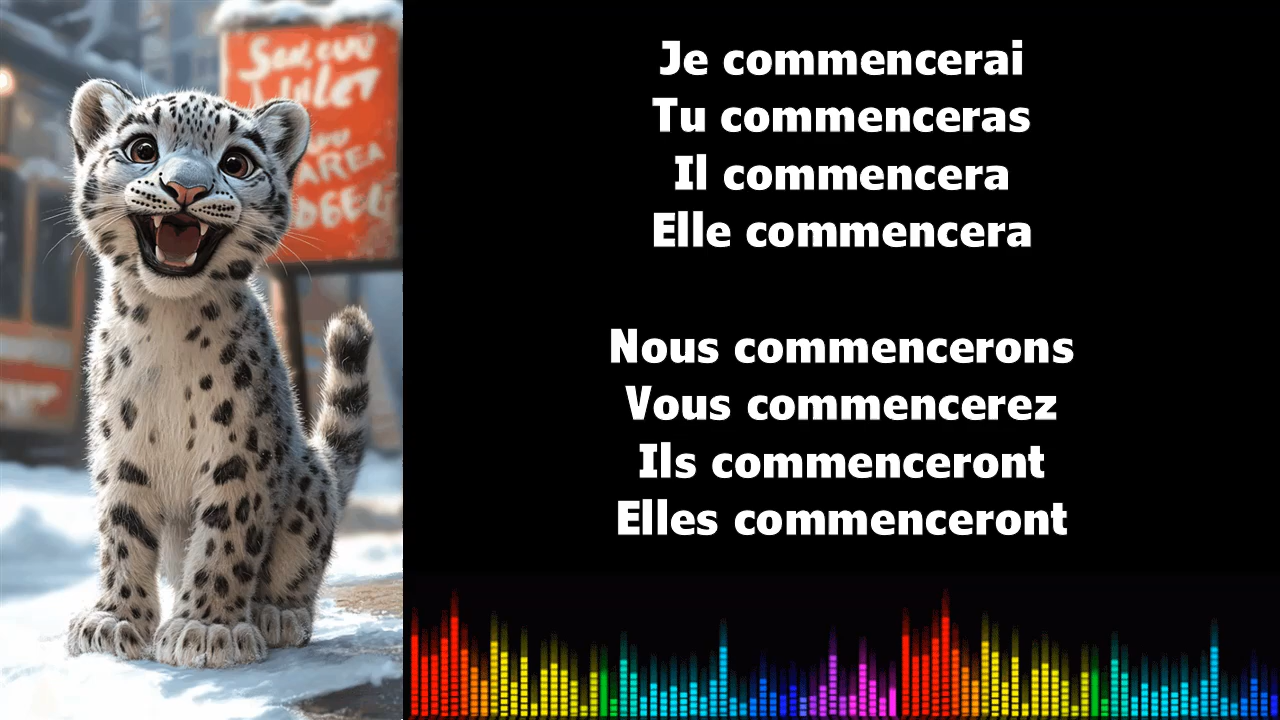 Je commencerai
Tu commenceras
Il commencera
Elle commencera
Nous commencerons
Vous commencerez
Ils commenceront
Elles commenceront